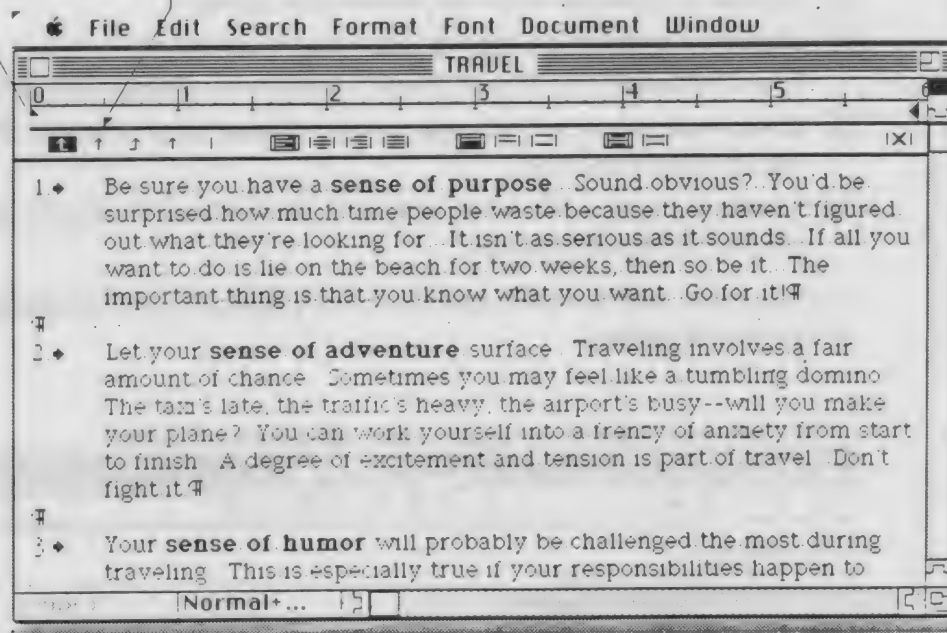 File Edit Search Format Font Document Window
TRAVEL
0 1 2 3 4 5 6
1. Be sure you have a sense of purpose. Sound obvious? You'd be
surprised how much time people waste because they haven't figured
out what they're looking for. It isn't as serious as it sounds. If all you
want to do is lie on the beach for two weeks, then so be it. The
important thing is that you know what you want. Go for it!¶
¶
2. Let your sense of adventure surface. Traveling involves a fair
amount of chance. Sometimes you may feel like a tumbling domino.
The taxi's late, the traffic's heavy, the airport's busy--will you make
your plane? You can work yourself into a frenzy of anxiety from start
to finish. A degree of excitement and tension is part of travel. Don't
fight it.¶
¶
3. Your sense of humor will probably be challenged the most during
traveling. This is especially true if your responsibilities happen to
Normal+...